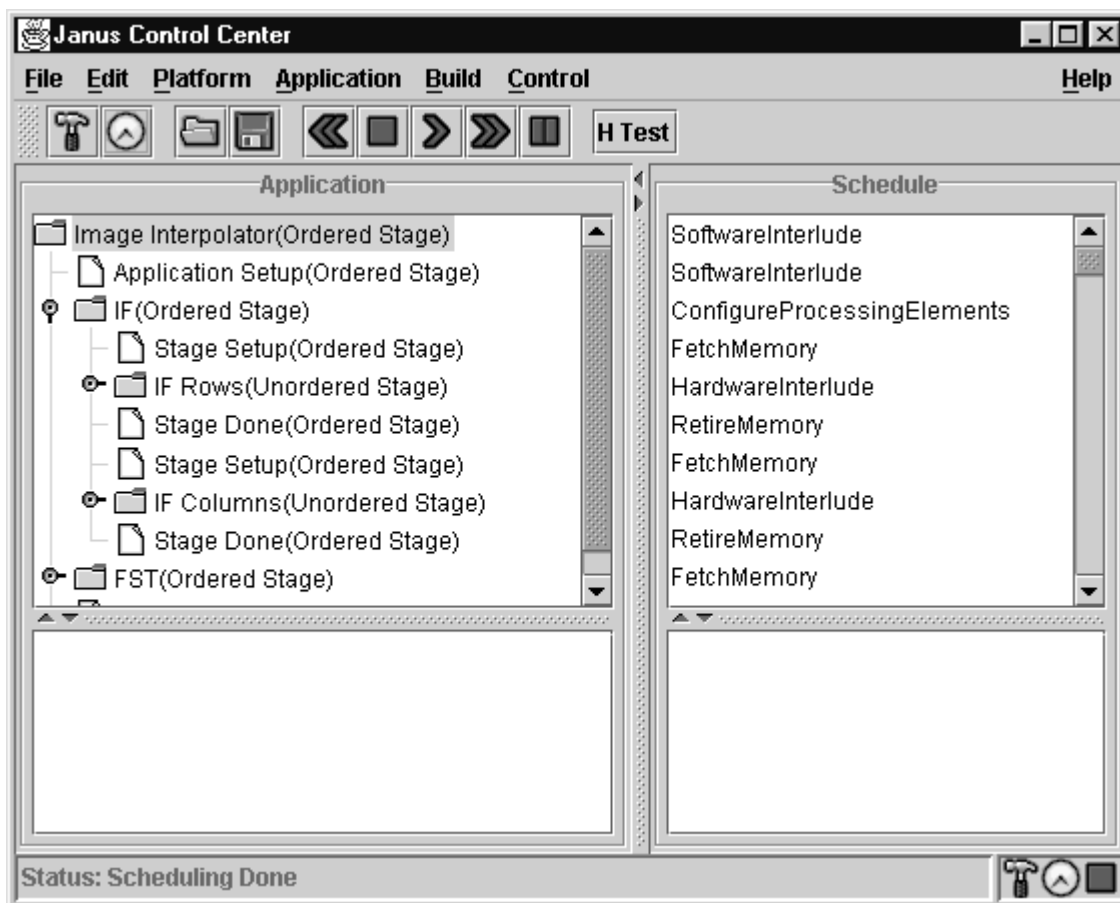 Janus Control Center
File Edit Platform Application Build Control Help
H Test
Application
Image Interpolator(Ordered Stage)
Application Setup(Ordered Stage)
IF(Ordered Stage)
Stage Setup(Ordered Stage)
IF Rows(Unordered Stage)
Stage Done(Ordered Stage)
Stage Setup(Ordered Stage)
IF Columns(Unordered Stage)
Stage Done(Ordered Stage)
FST(Ordered Stage)
Schedule
SoftwareInterlude
SoftwareInterlude
ConfigureProcessingElements
FetchMemory
HardwareInterlude
RetireMemory
FetchMemory
HardwareInterlude
RetireMemory
FetchMemory
Status: Scheduling Done